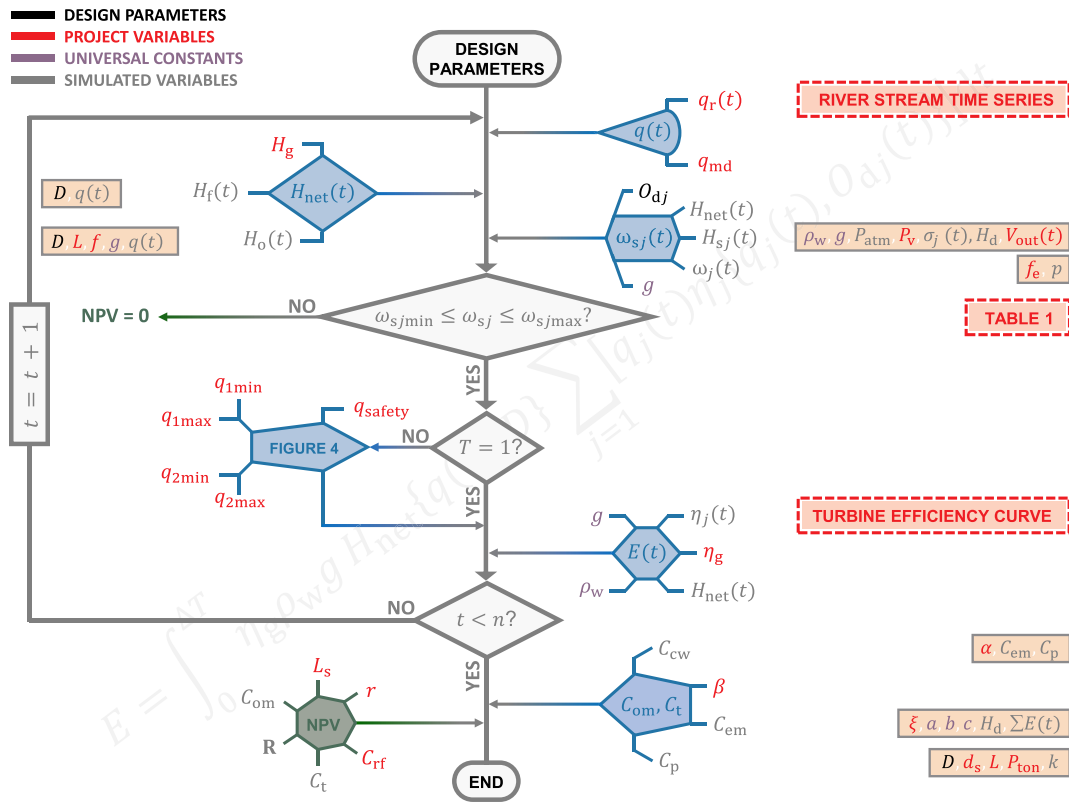 DESIGN PARAMETERS
PROJECT VARIABLES
UNIVERSAL CONSTANTS
SIMULATED VARIABLES
DESIGN
PARAMETERS
q_r(t)
q(t)
q_md
RIVER STREAM TIME SERIES
H_g
H_f(t)
H_net(t)
H_o(t)
D, q(t)
D, L, f, g, q(t)
O_dj
H_net(t)
ω_sj(t)
H_sj(t)
ω_j(t)
g
ρ_w, g, P_atm, P_v, σ_j (t), H_d, V_out(t)
f_e, p
NO
NPV = 0
ω_sjmin ≤ ω_sj ≤ ω_sjmax?
TABLE 1
YES
t = t + 1
q_1min
q_1max
q_safety
FIGURE 4
q_2min
q_2max
NO
T = 1?
YES
TURBINE EFFICIENCY CURVE
g
η_j(t)
E(t)
η_g
ρ_w
H_net(t)
NO
t < n?
YES
L_s
r
C_om
NPV
R
C_rf
C_t
C_cw
β
C_om, C_t
C_em
C_p
α, C_em, C_p
ξ, a, b, c, H_d, ∑E(t)
D, d_s, L, P_ton, k
END